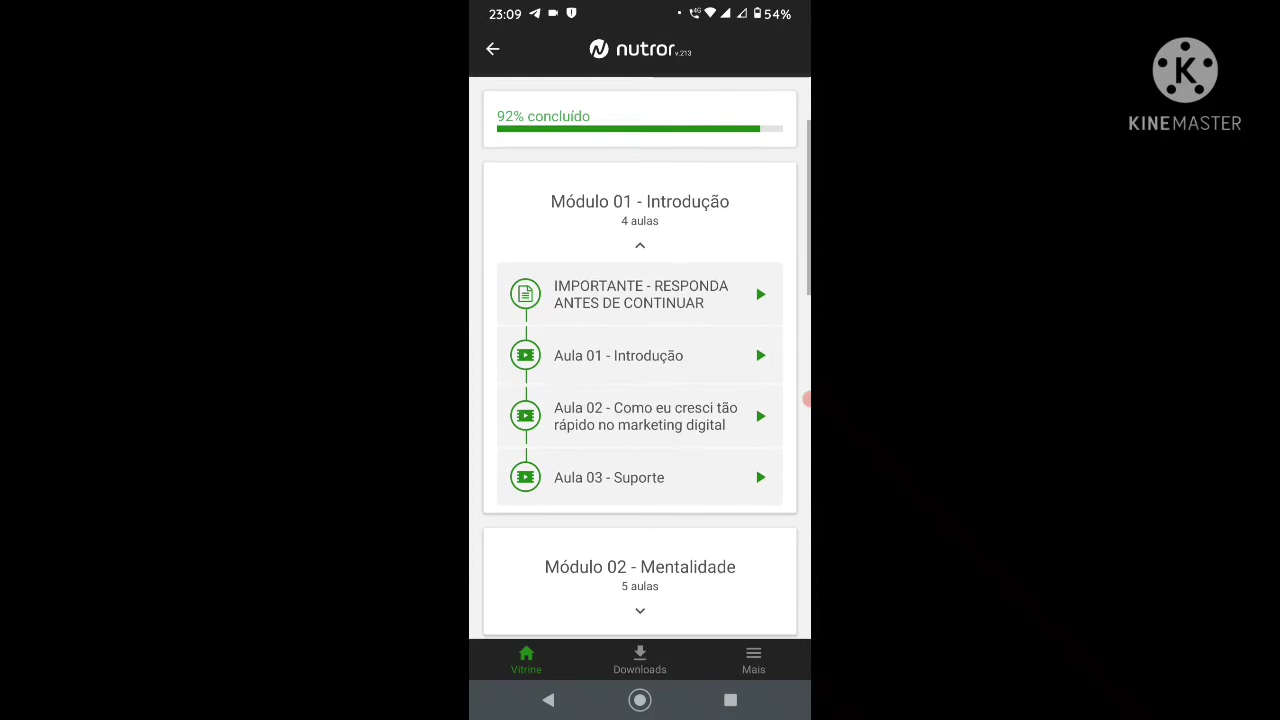 23:09
4G
54%
nutror v.213
92% concluído
Módulo 01 - Introdução
4 aulas
IMPORTANTE - RESPONDA
ANTES DE CONTINUAR
Aula 01 - Introdução
Aula 02 - Como eu cresci tão
rápido no marketing digital
Aula 03 - Suporte
Módulo 02 - Mentalidade
5 aulas
Vitrine
Downloads
Mais
K
KINEMASTER